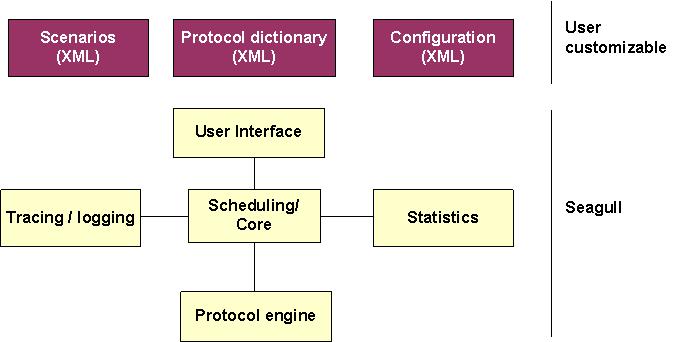 Scenarios
(XML)
Protocol dictionary
(XML)
Configuration
(XML)
User
customizable
User Interface
Tracing / logging
Scheduling/
Core
Statistics
Seagull
Protocol engine